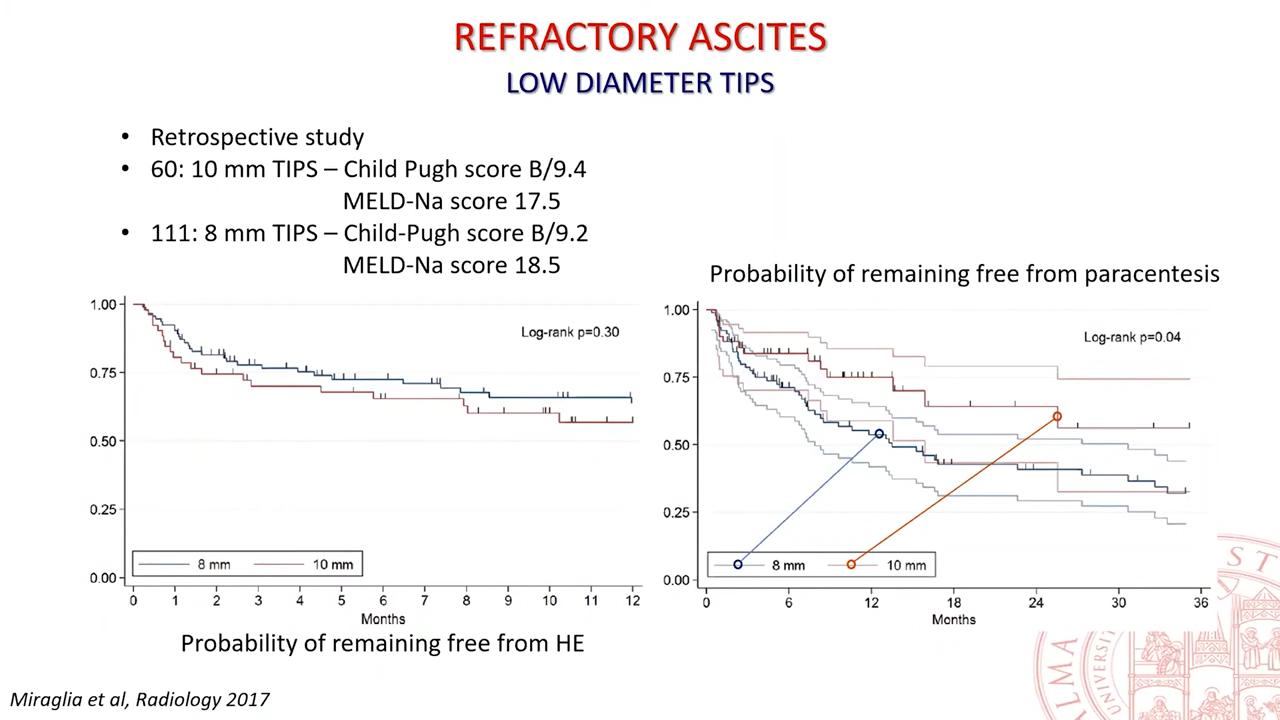 REFRACTORY ASCITES
LOW DIAMETER TIPS
• Retrospective study
• 60: 10 mm TIPS – Child Pugh score B/9.4
MELD-Na score 17.5
• 111: 8 mm TIPS – Child-Pugh score B/9.2
MELD-Na score 18.5
1.00
0.75
0.50
0.25
0.00
Log-rank p=0.30
8 mm 10 mm
0 1 2 3 4 5 6 7 8 9 10 11 12
Months
Probability of remaining free from HE
Probability of remaining free from paracentesis
1.00
0.75
0.50
0.25
0.00
Log-rank p=0.04
8 mm 10 mm
0 6 12 18 24 30 36
Months
Miraglia et al, Radiology 2017